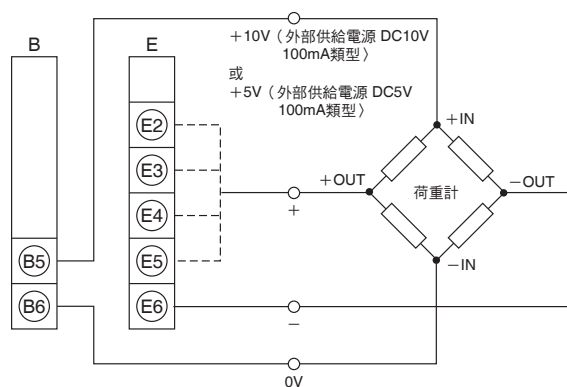 B
E
+10V（外部供給電源 DC10V
100mA類型）
或
+5V（外部供給電源 DC5V
100mA類型）
E2
+IN
E3
+OUT
荷重計
−OUT
E4
+
B5
E5
−IN
B6
E6
−
0V